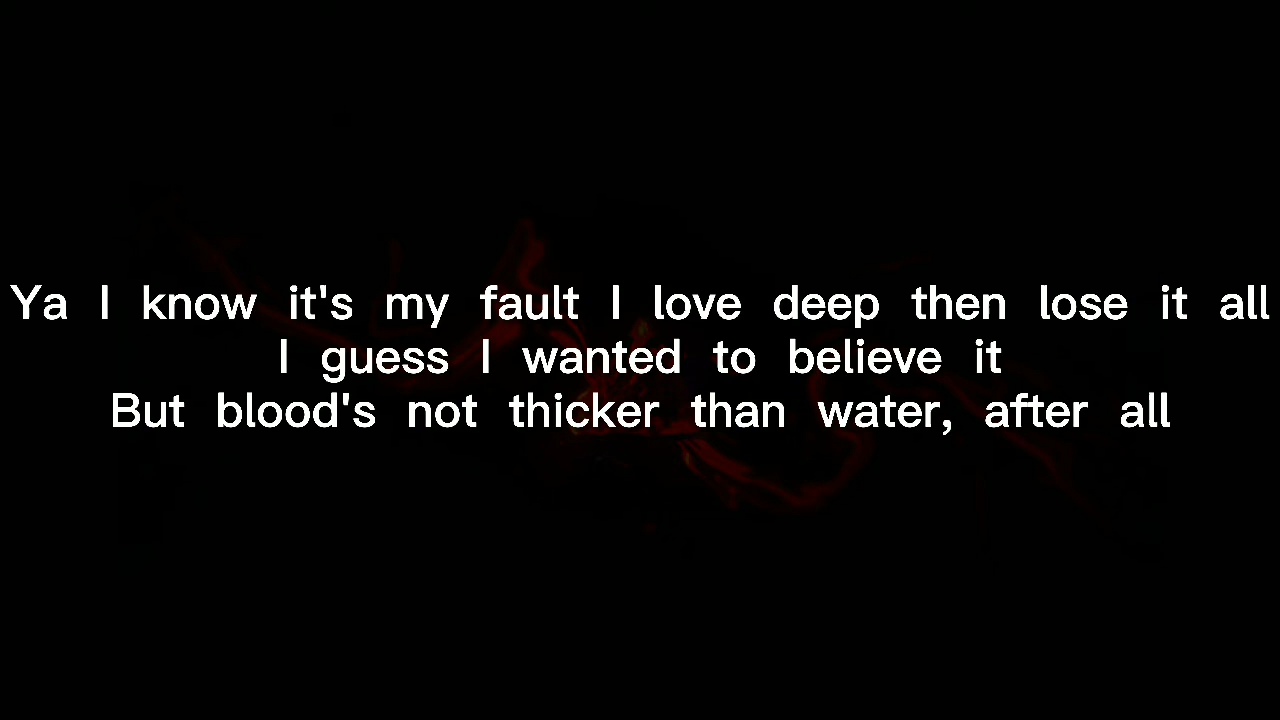 Ya I know it's my fault I love deep then lose it all
I guess I wanted to believe it
But blood's not thicker than water, after all